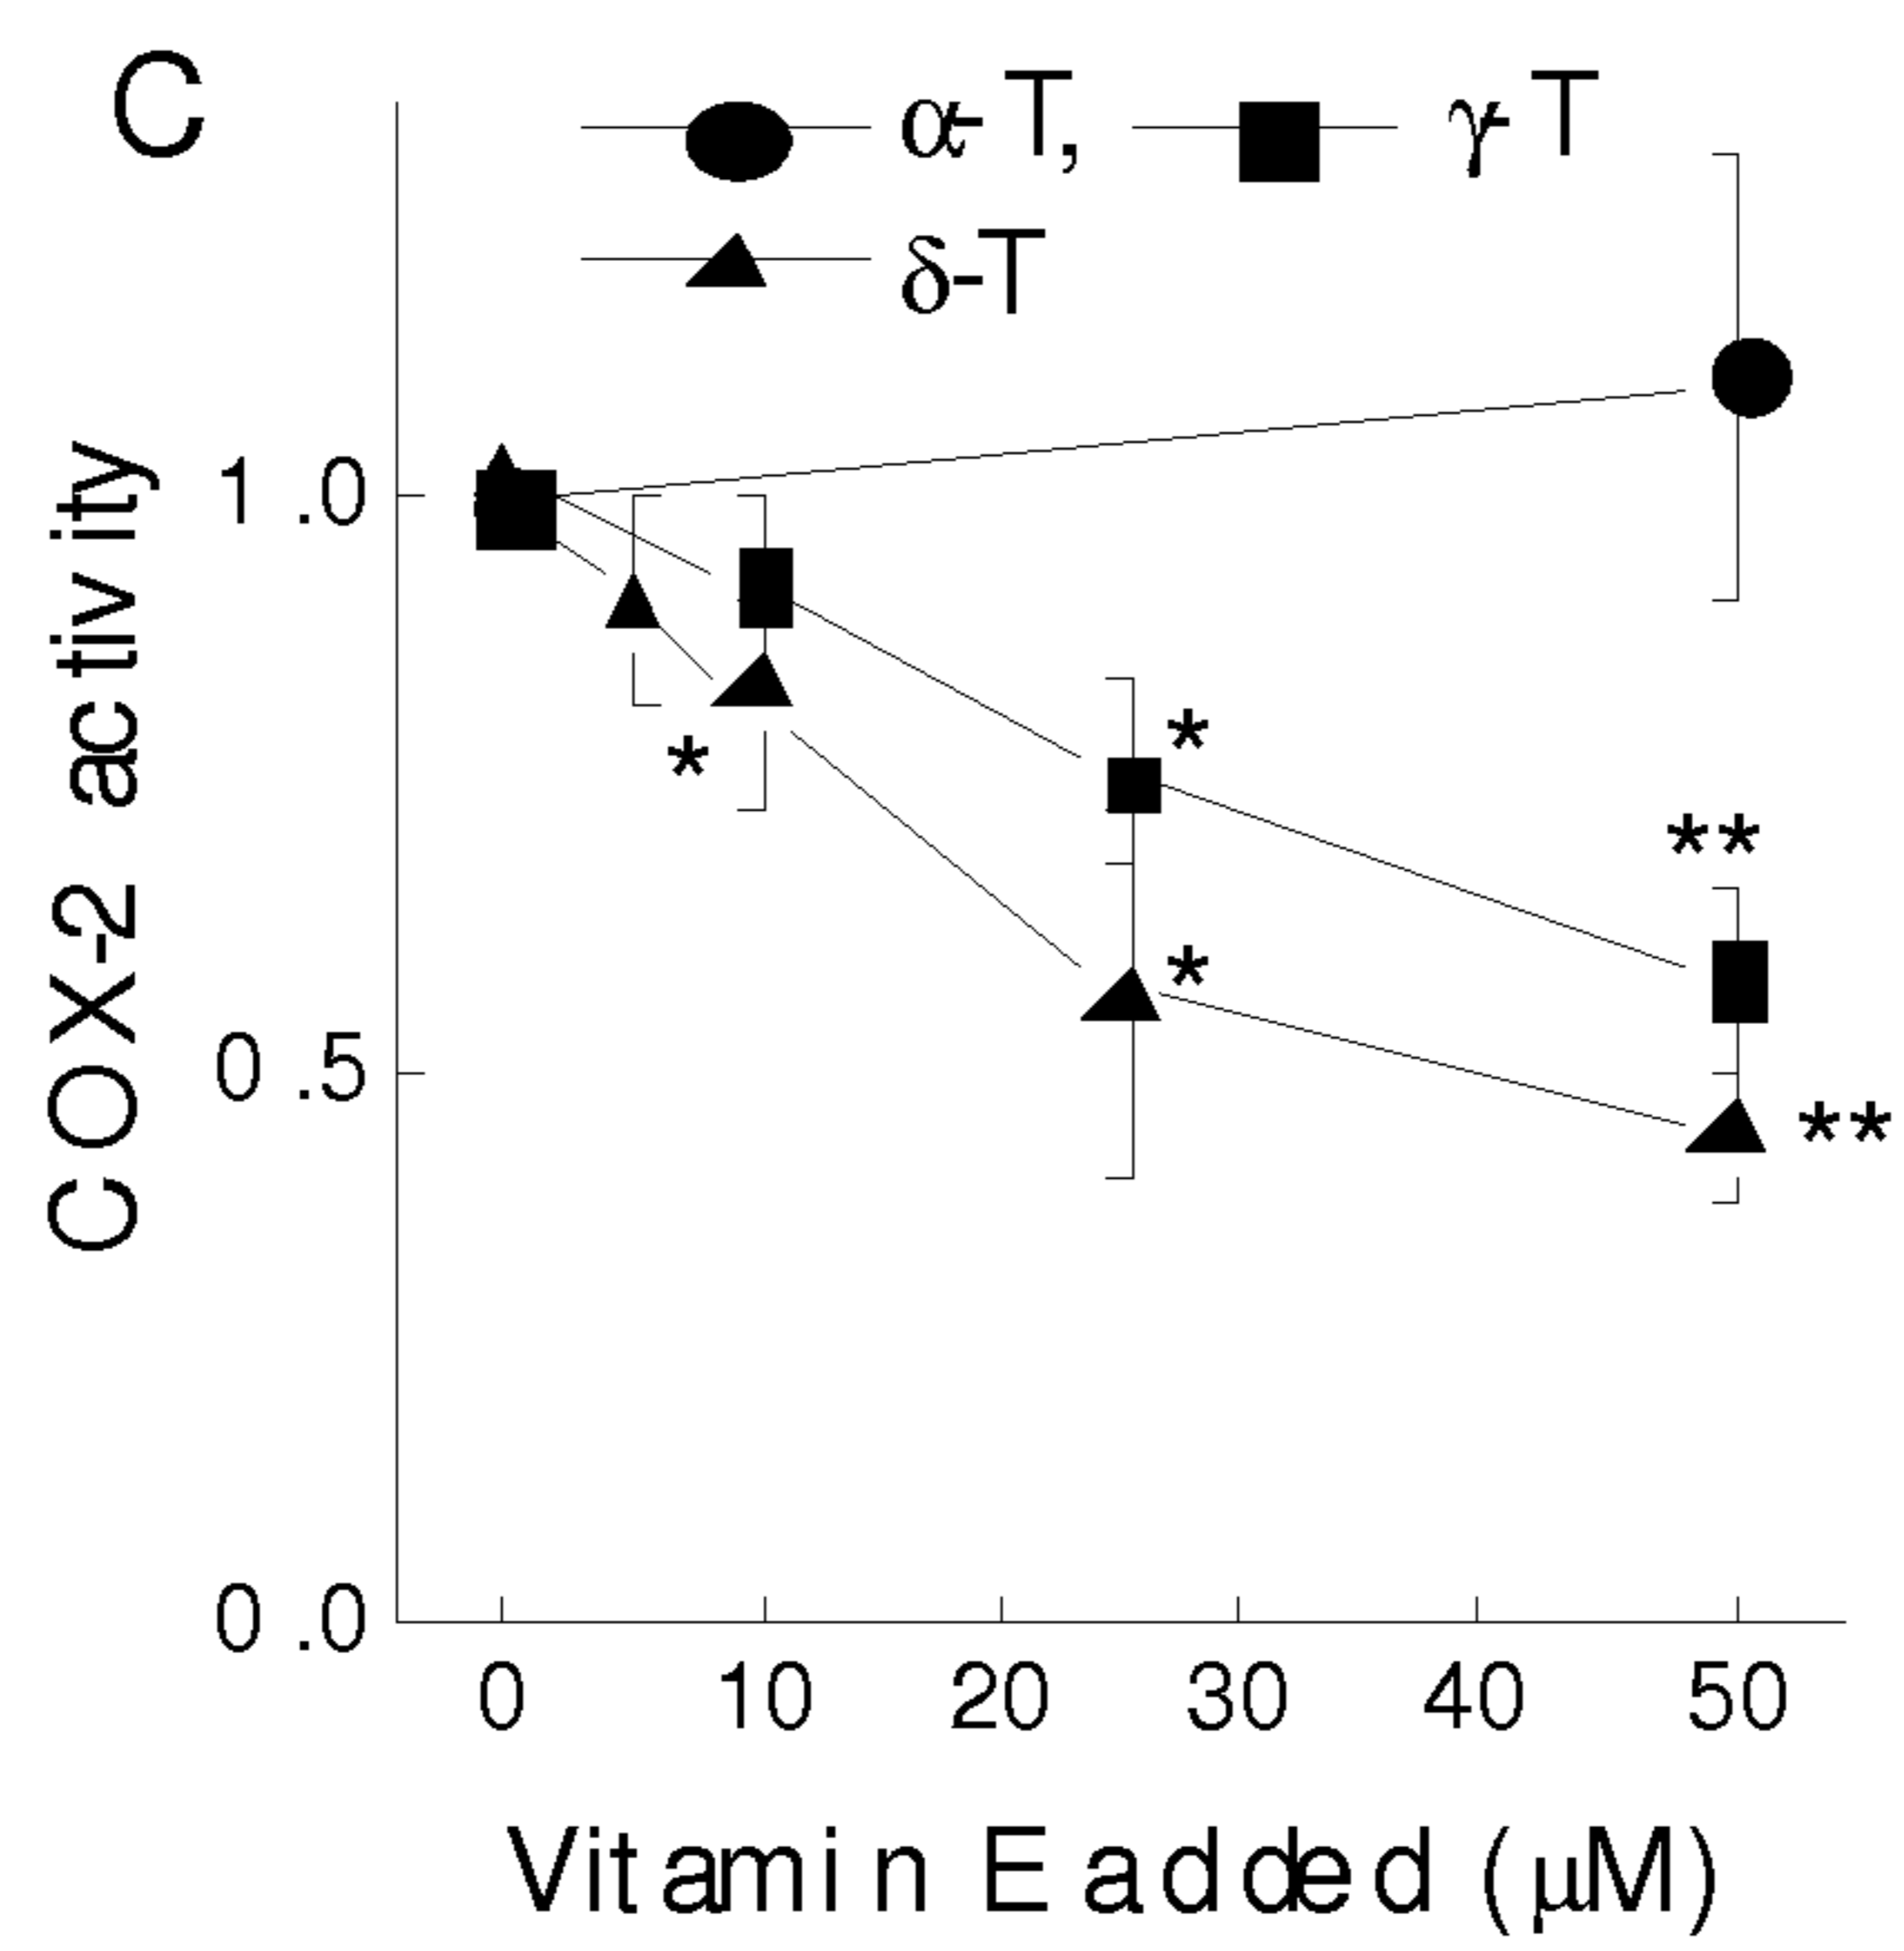 C
α-T, γ-T
δ-T
COX-2 activity
1.0
*
*
**
*
0.5
**
0.0
0 10 20 30 40 50
Vitamin E added (μM)